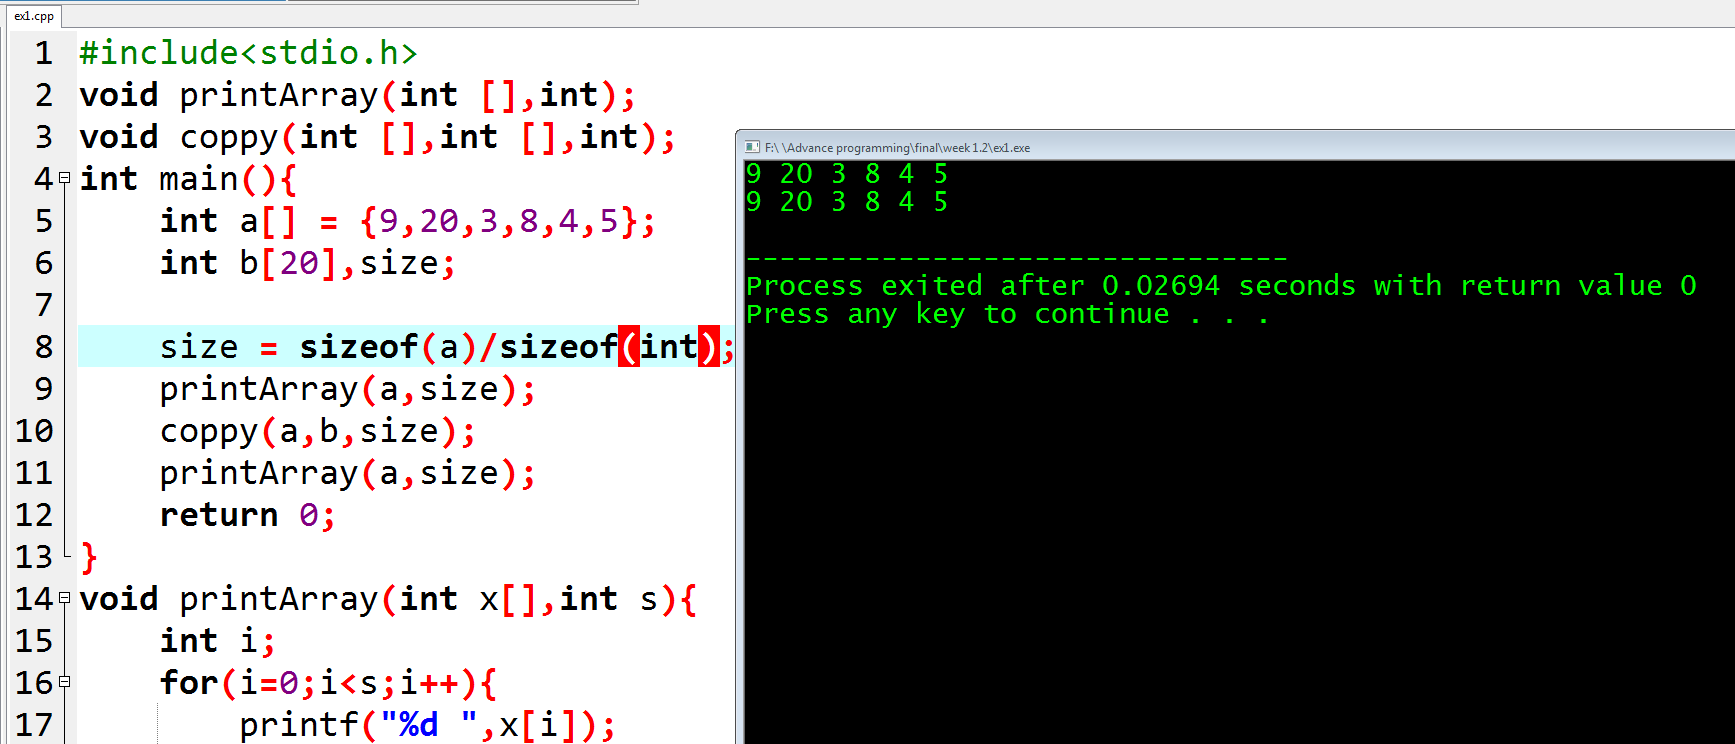 ex1.cpp
1 #include<stdio.h>
2 void printArray(int [],int);
3 void coppy(int [],int [],int);
4 int main(){
5 int a[] = {9,20,3,8,4,5};
6 int b[20],size;
7
8 size = sizeof(a)/sizeof(int);
9 printArray(a,size);
10 coppy(a,b,size);
11 printArray(a,size);
12 return 0;
13 }
14 void printArray(int x[],int s){
15 int i;
16 for(i=0;i<s;i++){
17 printf("%d ",x[i]);
F:\ \Advance programming\final\week 1.2\ex1.exe
9 20 3 8 4 5
9 20 3 8 4 5
--------------------------------
Process exited after 0.02694 seconds with return value 0
Press any key to continue . . .